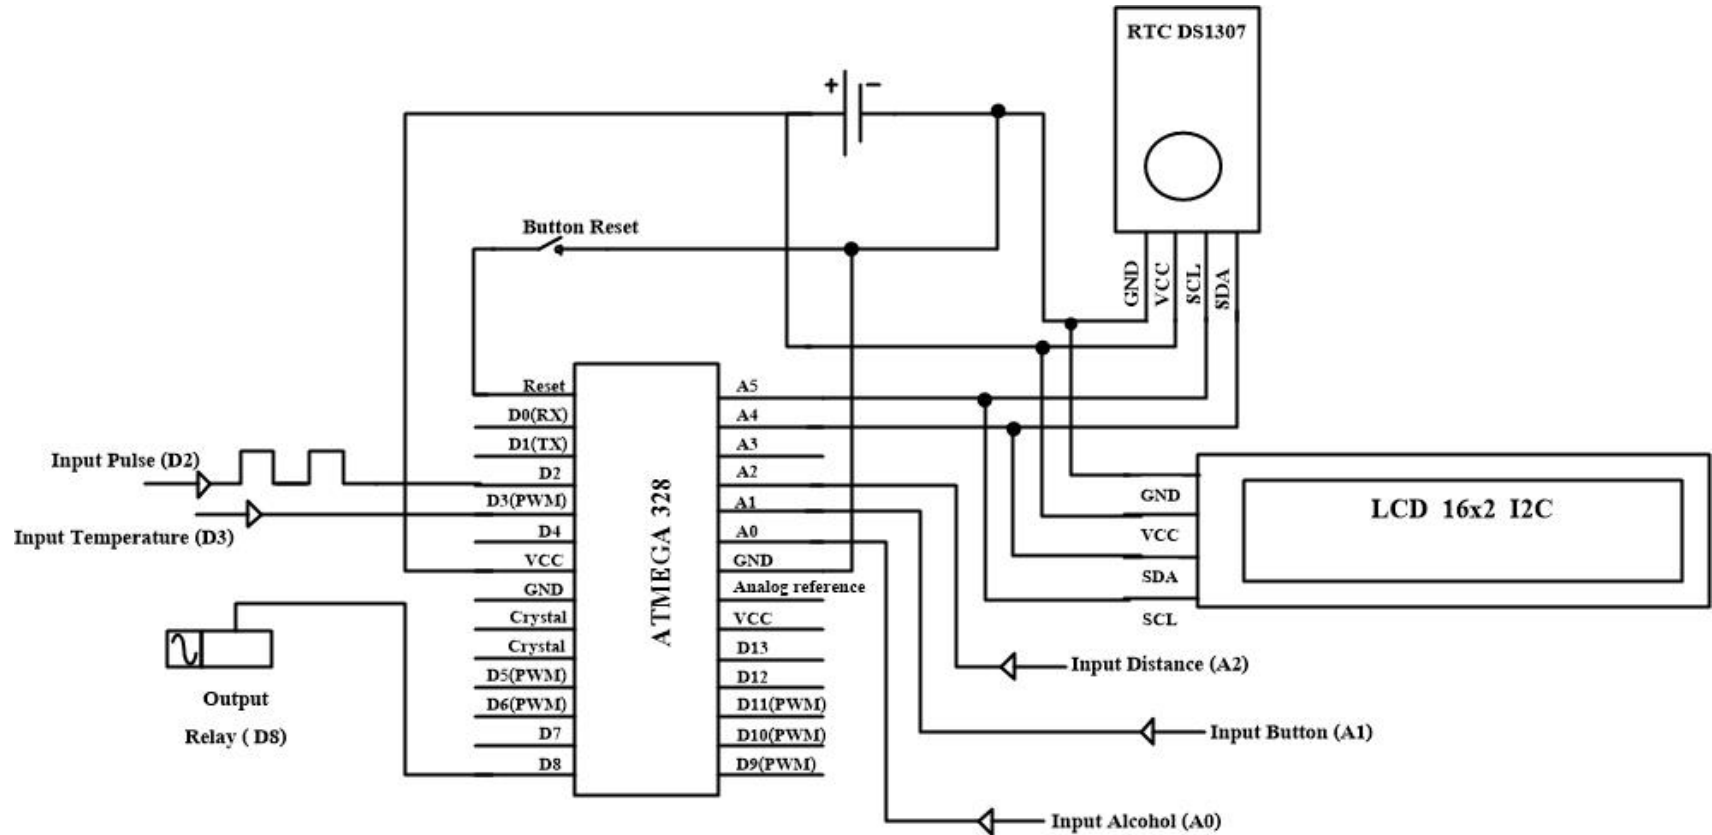 RTC DS1307
+ −
Button Reset
GND
VCC
SCL
SDA
Reset
D0(RX)
D1(TX)
D2
D3(PWM)
D4
VCC
GND
Crystal
Crystal
D5(PWM)
D6(PWM)
D7
D8
ATMEGA 328
A5
A4
A3
A2
A1
A0
GND
Analog reference
VCC
D13
D12
D11(PWM)
D10(PWM)
D9(PWM)
Input Pulse (D2)
Input Temperature (D3)
Output
Relay ( D8)
GND
VCC
SDA
SCL
LCD 16x2 I2C
Input Distance (A2)
Input Button (A1)
Input Alcohol (A0)